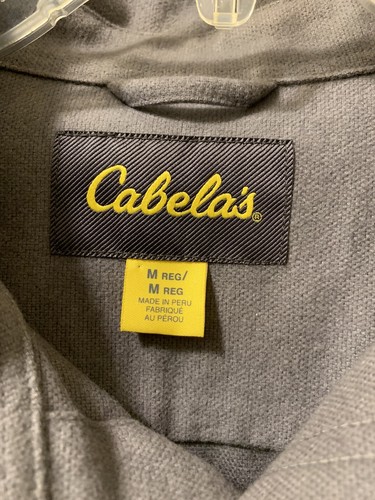 Cabela's®
M REG/
M REG
MADE IN PERU
FABRIQUÉ
AU PÉROU